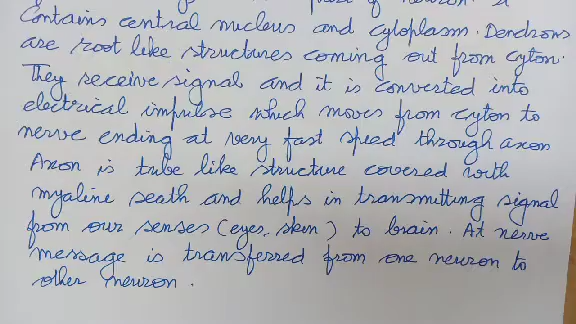 of neuron. It
Contains central nucleus and cytoplasm. Dendrons
are root like structures coming out from cyton.
They receive signal and it is converted into
electrical impulse which moves from cyton to
nerve ending at very fast speed through axon
Axon is tube like structure covered with
myaline seath and helps in transmitting signal
from our senses (eyes, skin) to brain. At nerve
message is transferred from one neuron to
other neuron.